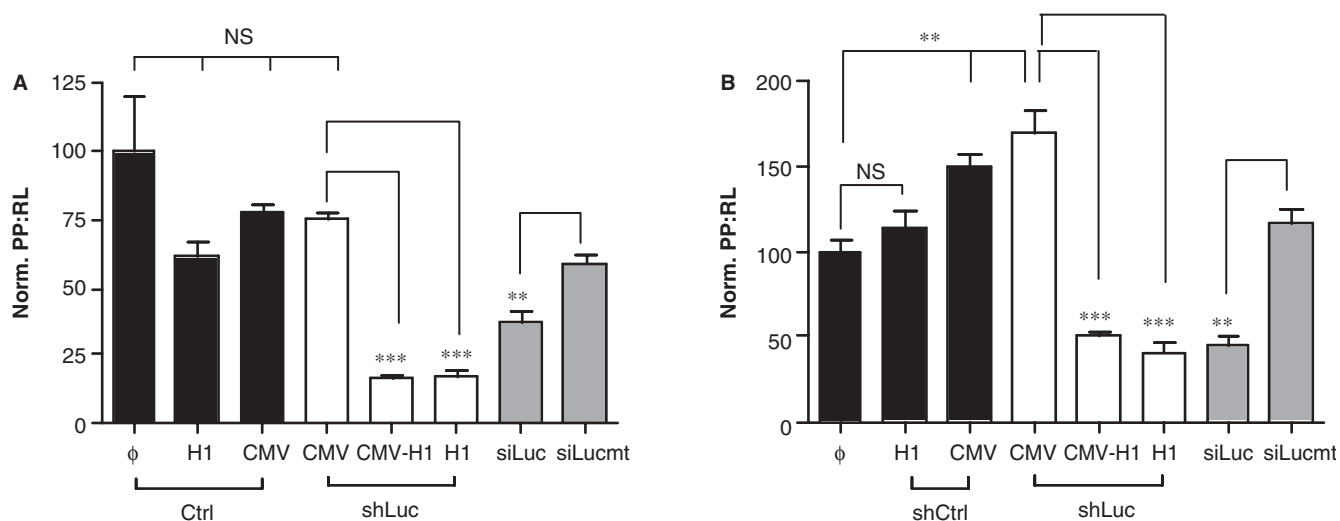 NS
A
125
100
75
50
25
0
Norm. PP:RL
***
***
**
ϕ H1 CMV CMV CMV-H1 H1 siLuc siLucmt
Ctrl shLuc
**
B
200
150
100
50
0
Norm. PP:RL
NS
***
***
**
ϕ H1 CMV CMV CMV-H1 H1 siLuc siLucmt
shCtrl shLuc